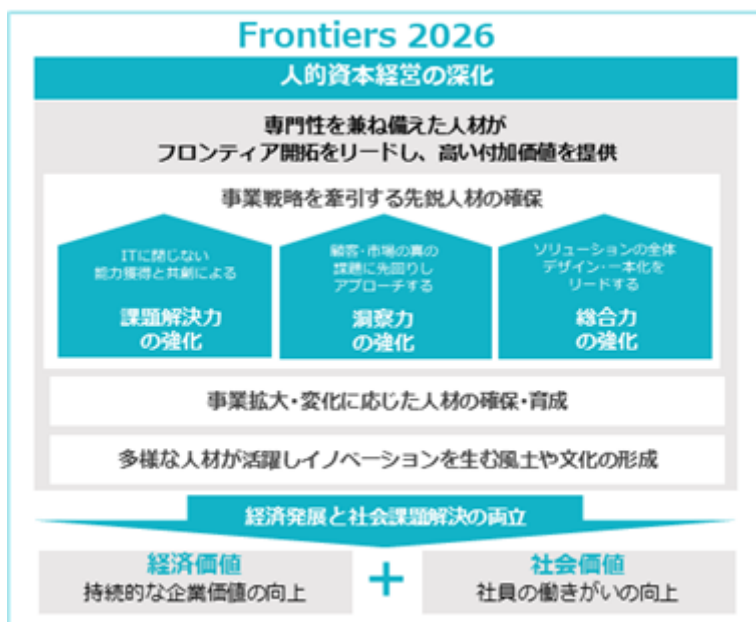 Frontiers 2026
人的資本経営の深化
専門性を兼ね備えた人材が
フロンティア開拓をリードし、高い付加価値を提供
事業戦略を牽引する先鋭人材の確保
ITに閉じない
能力獲得と共創による
課題解決力
の強化
顧客・市場の真の
課題に先回りし
アプローチする
洞察力
の強化
ソリューションの全体
デザイン・一本化を
リードする
総合力
の強化
事業拡大・変化に応じた人材の確保・育成
多様な人材が活躍しイノベーションを生む風土や文化の形成
経済発展と社会課題解決の両立
経済価値
持続的な企業価値の向上
+
社会価値
社員の働きがいの向上